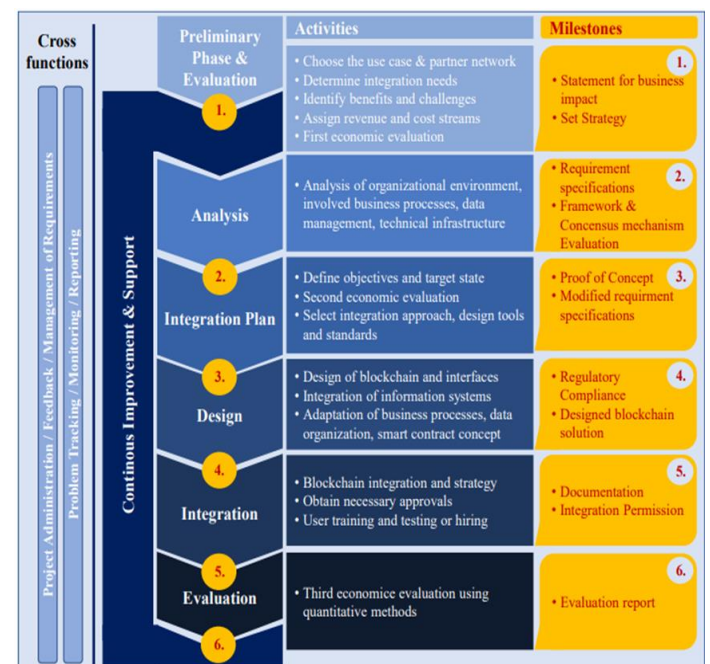 Cross
functions
Project Administration / Feedback / Management of Requirements
Problem Tracking / Monitoring / Reporting
Continous Improvement & Support
Preliminary
Phase &
Evaluation
1.
Activities
• Choose the use case & partner network
• Determine integration needs
• Identify benefits and challenges
• Assign revenue and cost streams
• First economic evaluation
Milestones
1.
• Statement for business
impact
• Set Strategy
Analysis
• Analysis of organizational environment,
involved business processes, data
management, technical infrastructure
2.
• Requirement
specifications
• Framework &
Concensus mechanism
Evaluation
2.
Integration Plan
• Define objectives and target state
• Second economic evaluation
• Select integration approach, design tools
and standards
3.
• Proof of Concept
• Modified requirment
specifications
3.
Design
• Design of blockchain and interfaces
• Integration of information systems
• Adaptation of business processes, data
organization, smart contract concept
4.
• Regulatory
Compliance
• Designed blockchain
solution
4.
Integration
• Blockchain integration and strategy
• Obtain necessary approvals
• User training and testing or hiring
5.
• Documentation
• Integration Permission
5.
Evaluation
• Third economice evaluation using
quantitative methods
6.
• Evaluation report
6.